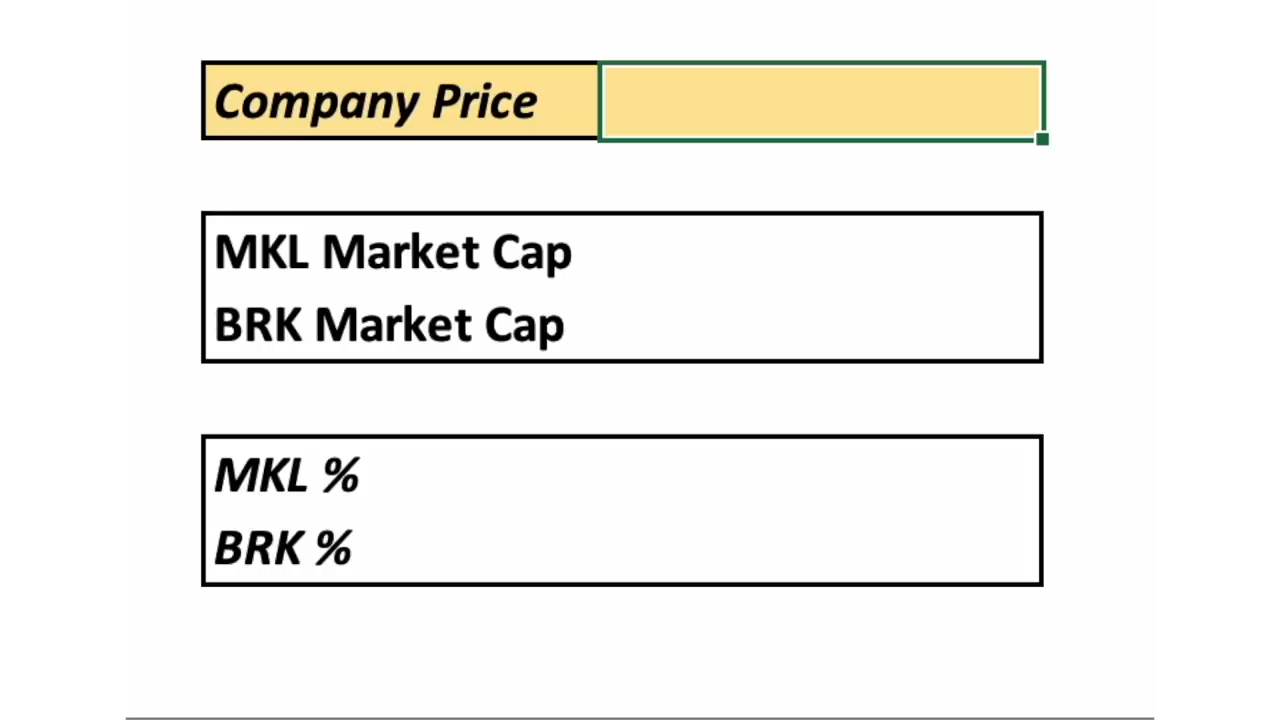 Company Price
MKL Market Cap
BRK Market Cap
MKL %
BRK %